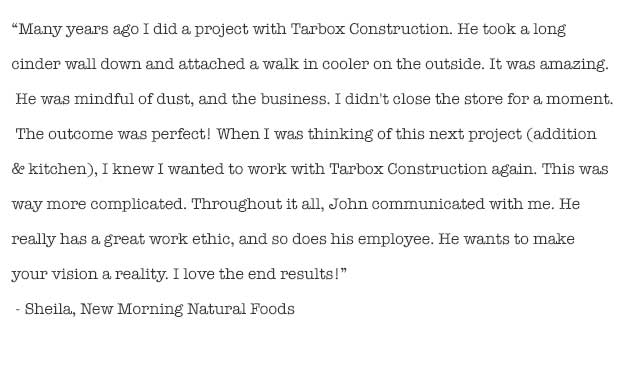 “Many years ago I did a project with Tarbox Construction. He took a long
cinder wall down and attached a walk in cooler on the outside. It was amazing.
He was mindful of dust, and the business. I didn't close the store for a moment.
The outcome was perfect! When I was thinking of this next project (addition
& kitchen), I knew I wanted to work with Tarbox Construction again. This was
way more complicated. Throughout it all, John communicated with me. He
really has a great work ethic, and so does his employee. He wants to make
your vision a reality. I love the end results!”
- Sheila, New Morning Natural Foods